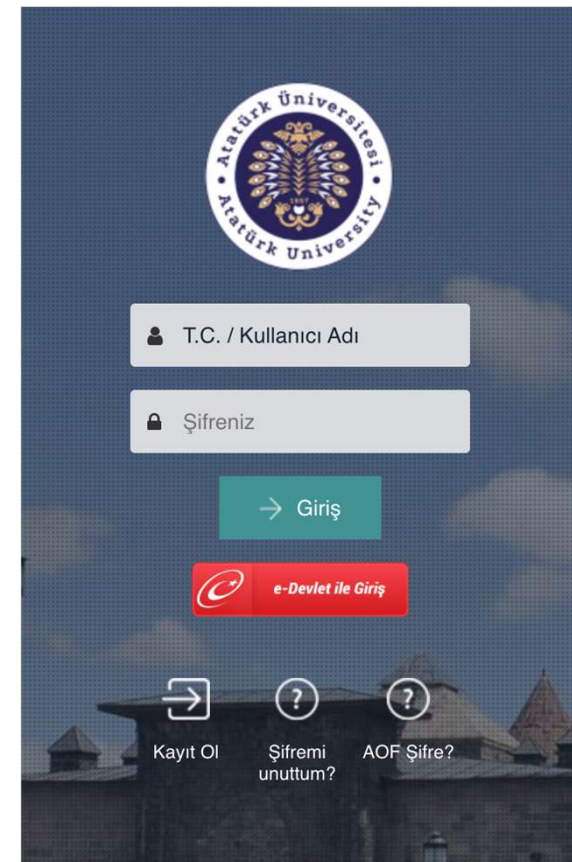 Atatürk Üniversitesi
Atatürk University
1957
T.C. / Kullanıcı Adı
Şifreniz
Giriş
e-Devlet ile Giriş
Kayıt Ol
Şifremi
unuttum?
AOF Şifre?